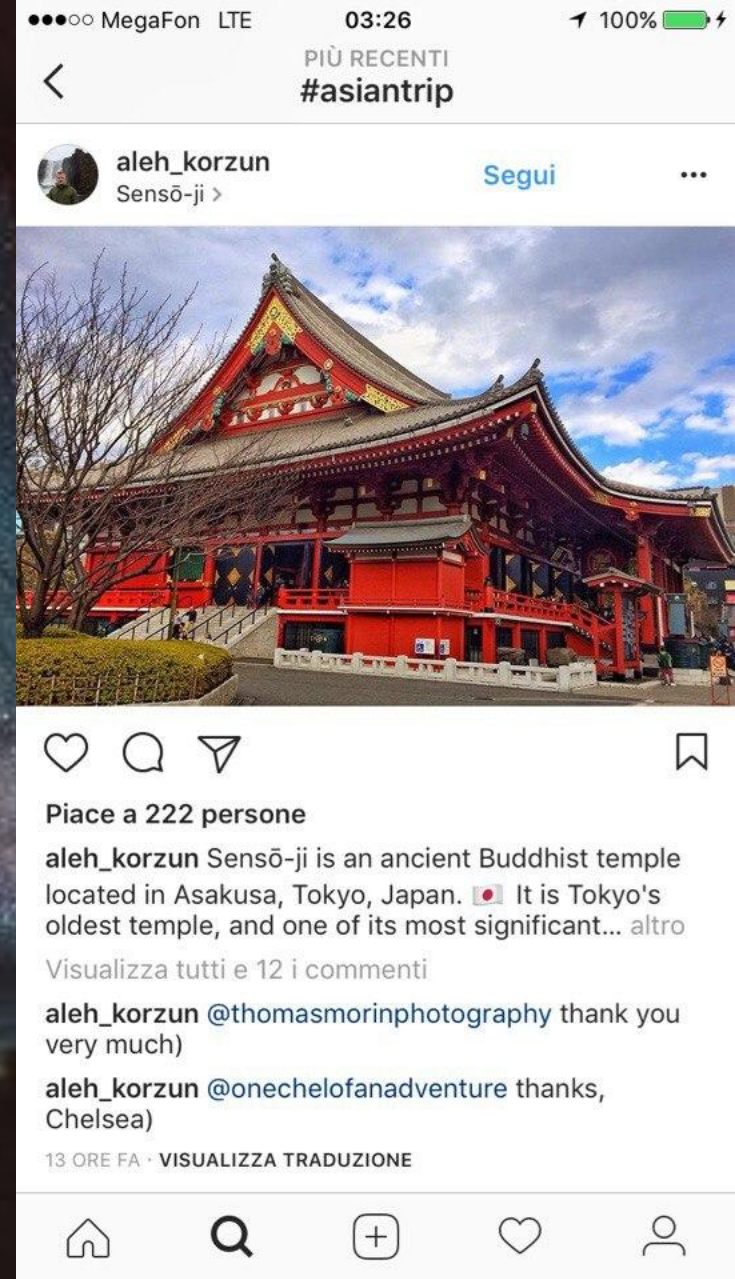 MegaFon LTE 03:26 100%
PIÙ RECENTI
#asiantrip
aleh_korzun
Sensō-ji >
Segui
Piace a 222 persone
aleh_korzun Sensō-ji is an ancient Buddhist temple
located in Asakusa, Tokyo, Japan. 🇯🇵 It is Tokyo's
oldest temple, and one of its most significant... altro
Visualizza tutti e 12 i commenti
aleh_korzun @thomasmorinphotography thank you
very much)
aleh_korzun @onechelofanadventure thanks,
Chelsea)
13 ORE FA · VISUALIZZA TRADUZIONE